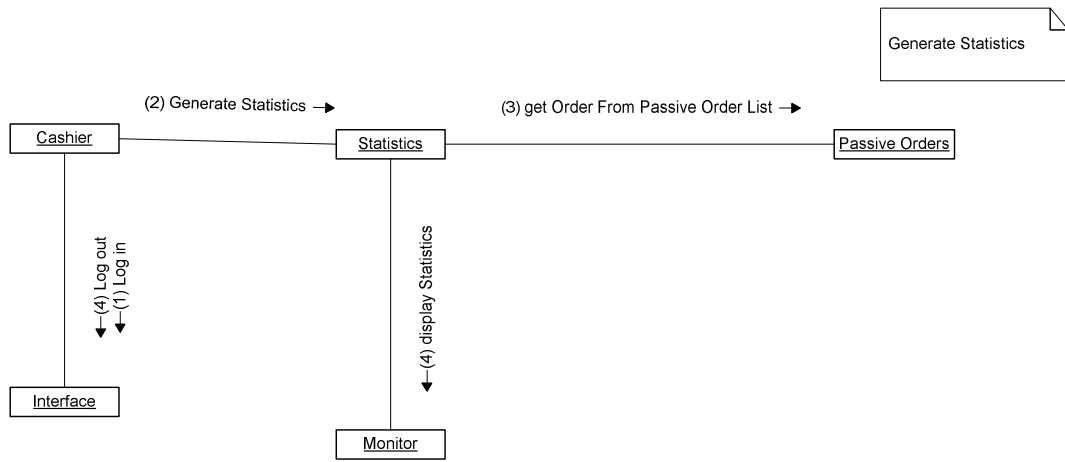 Generate Statistics
(2) Generate Statistics
(3) get Order From Passive Order List
Cashier
Statistics
Passive Orders
(4) Log out
(1) Log in
(4) display Statistics
Interface
Monitor